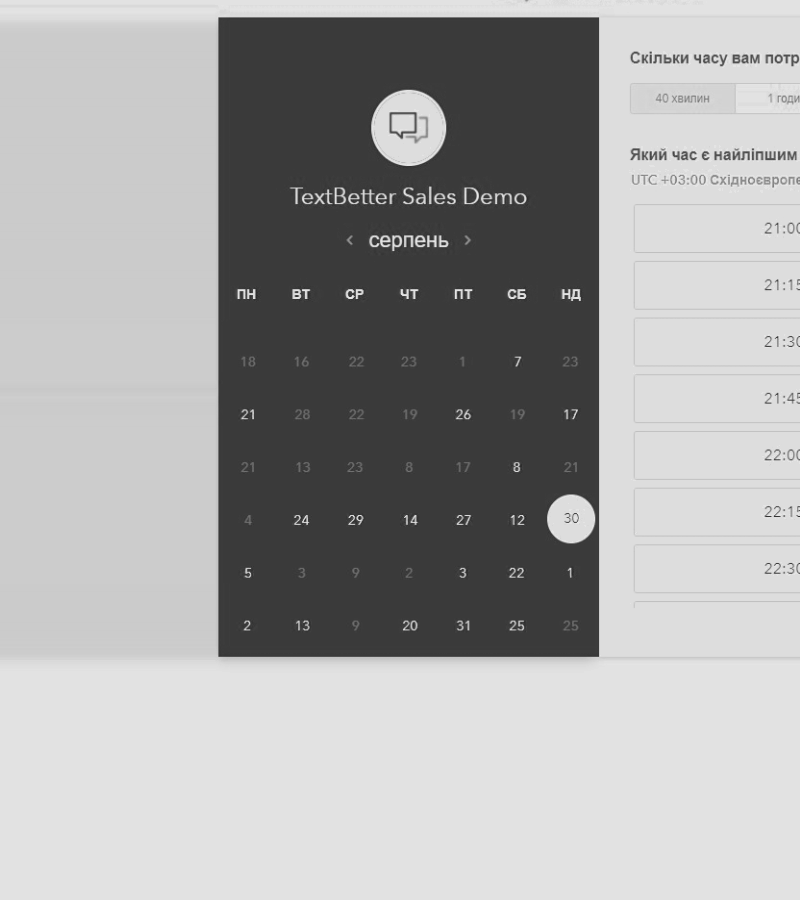 TextBetter Sales Demo
‹ серпень ›
ПН ВТ СР ЧТ ПТ СБ НД
18 16 22 23 1 7 23
21 28 22 19 26 19 17
21 13 23 8 17 8 21
4 24 29 14 27 12 30
5 3 9 2 3 22 1
2 13 9 20 31 25 25
Скільки часу вам потр
40 хвилин 1 годи
Який час є найліпшим
UTC +03:00 Східноєвропе
21:00
21:15
21:30
21:45
22:00
22:15
22:30